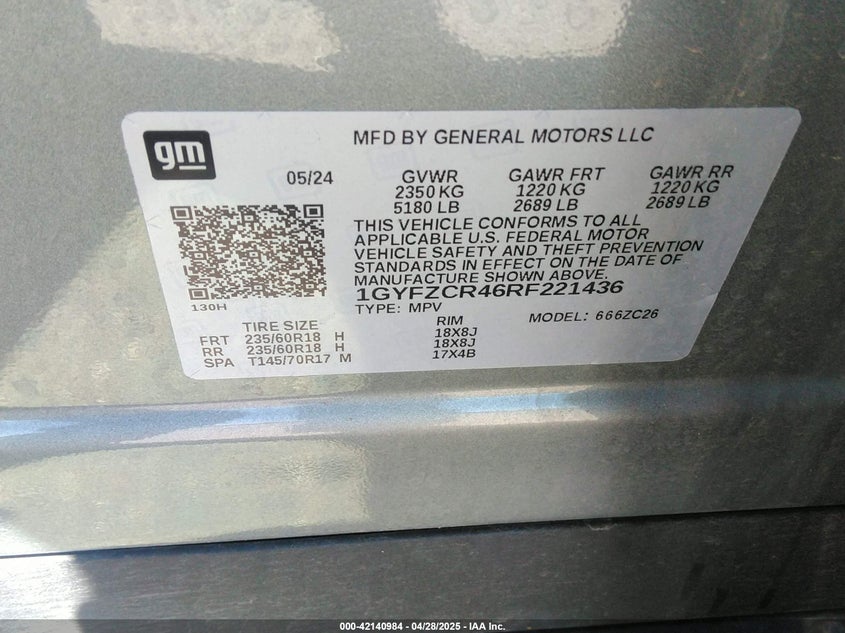 gm
MFD BY GENERAL MOTORS LLC
05/24
GVWR GAWR FRT GAWR RR
2350 KG 1220 KG 1220 KG
5180 LB 2689 LB 2689 LB
THIS VEHICLE CONFORMS TO ALL
APPLICABLE U.S. FEDERAL MOTOR
VEHICLE SAFETY AND THEFT PREVENTION
STANDARDS IN EFFECT ON THE DATE OF
MANUFACTURE SHOWN ABOVE.
1GYFZCR46RF221436
130H
TYPE: MPV MODEL: 666ZC26
TIRE SIZE RIM
FRT 235/60R18 H 18X8J
RR 235/60R18 H 18X8J
SPA T145/70R17 M 17X4B
000-42140984 - 04/28/2025 - IAA Inc.